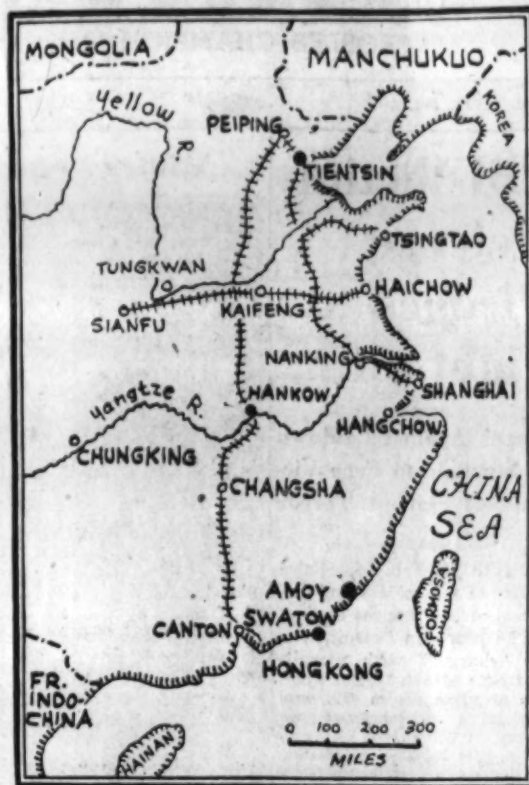 MONGOLIA
MANCHUKUO
Yellow
R.
KOREA
PEIPING
TIENTSIN
TSINGTAO
TUNGKWAN
HAICHOW
SIANFU
KAIFENG
NANKING
SHANGHAI
HANKOW
Yangtze R.
HANGCHOW
CHUNGKING
CHANGSHA
CHINA
SEA
AMOY
FORMOSA
SWATOW
CANTON
HONGKONG
FR.
INDO-
CHINA
HAINAN
0 100 200 300
MILES